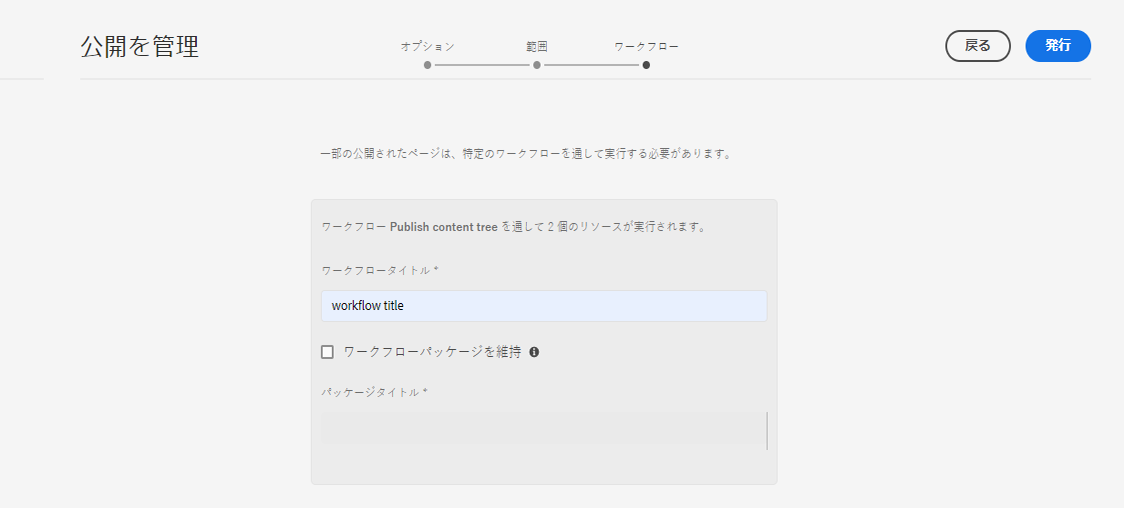 公開を管理
オプション
範囲
ワークフロー
戻る
発行
一部の公開されたページは、特定のワークフローを通して実行する必要があります。
ワークフロー Publish content tree を通して 2 個のリソースが実行されます。
ワークフロータイトル *
workflow title
ワークフローパッケージを維持
パッケージタイトル *